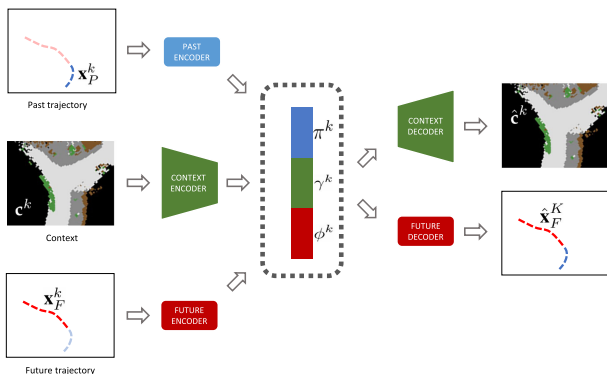 x_P^k
Past trajectory
PAST
ENCODER
c^k
Context
CONTEXT
ENCODER
x_F^k
Future trajectory
FUTURE
ENCODER
π^k
γ^k
ϕ^k
CONTEXT
DECODER
ĉ^k
FUTURE
DECODER
x̂_F^K